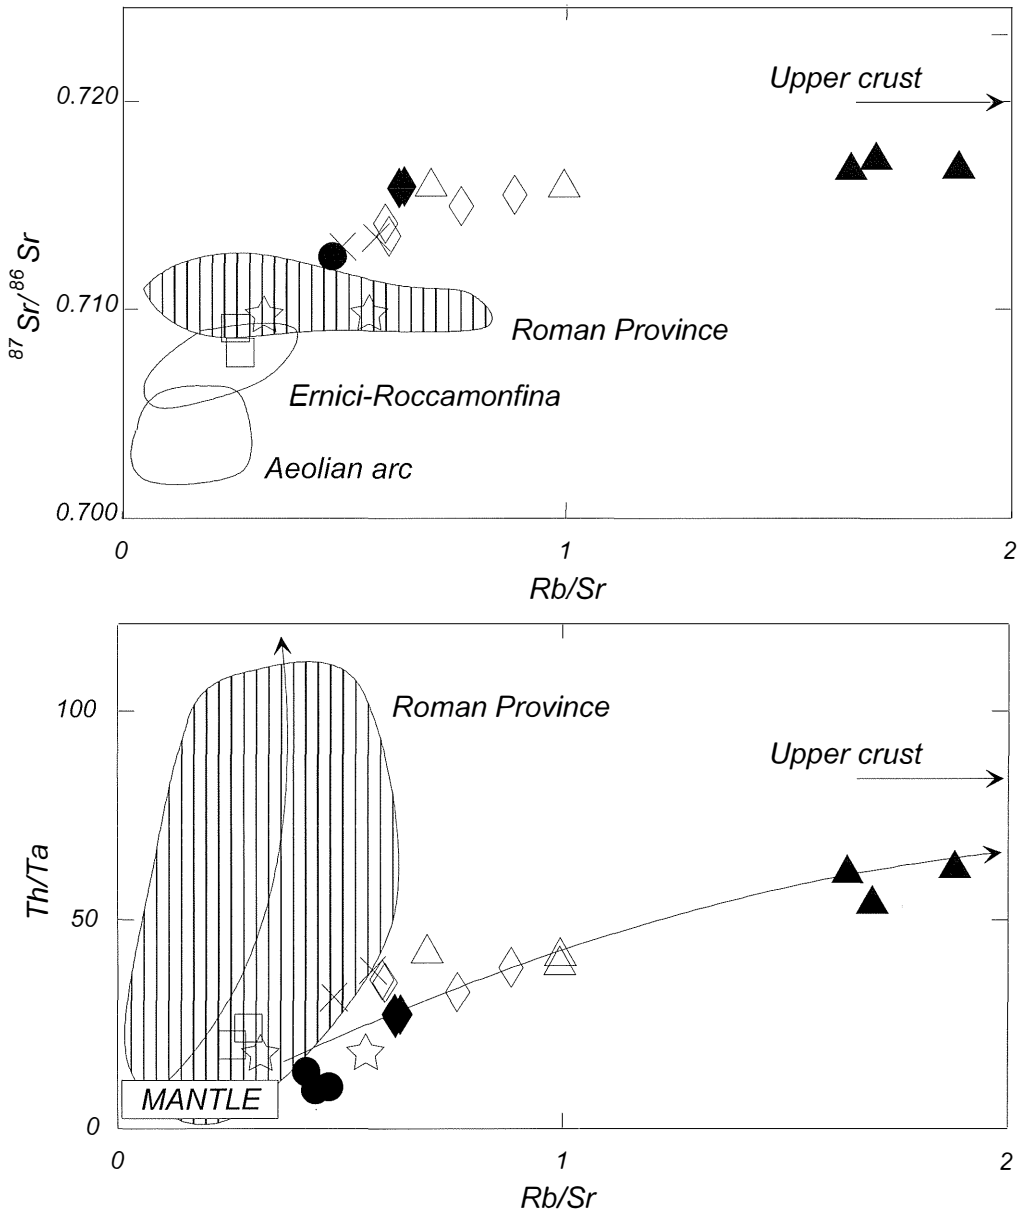 Upper crust
0.720
87Sr/86Sr
0.710
Roman Province
Ernici-Roccamonfina
Aeolian arc
0.700
0 1 2
Rb/Sr
Roman Province
100
Upper crust
Th/Ta
50
MANTLE
0
0 1 2
Rb/Sr